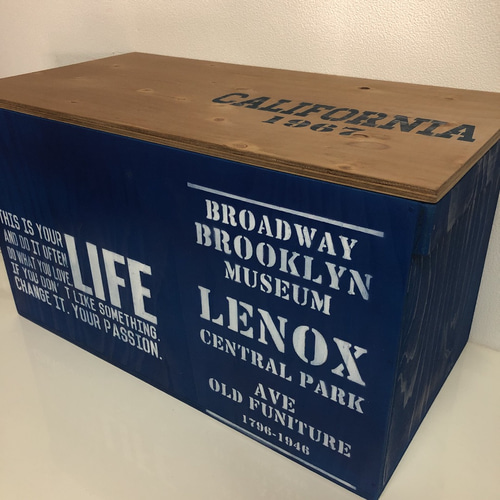 CALIFORNIA
1967
THIS IS YOUR
AND DO IT OFTEN
DO WHAT YOU LOVE
IF YOU DON'T LIKE SOMETHING.
CHANGE IT. YOUR PASSION.
LIFE
BROADWAY
BROOKLYN
MUSEUM
LENOX
CENTRAL PARK
AVE
OLD FUNITURE
1796-1946